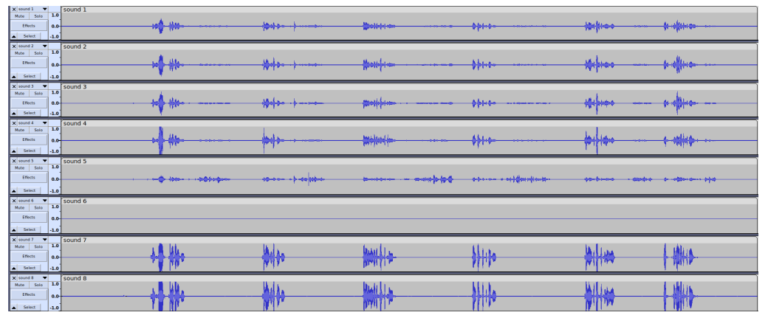 sound 1
Mute Solo
Effects
Select
1.0
0.0
-1.0
sound 1
sound 2
Mute Solo
Effects
Select
1.0
0.0
-1.0
sound 2
sound 3
Mute Solo
Effects
Select
1.0
0.0
-1.0
sound 3
sound 4
Mute Solo
Effects
Select
1.0
0.0
-1.0
sound 4
sound 5
Mute Solo
Effects
Select
1.0
0.0
-1.0
sound 5
sound 6
Mute Solo
Effects
Select
1.0
0.0
-1.0
sound 6
sound 7
Mute Solo
Effects
Select
1.0
0.0
-1.0
sound 7
sound 8
Mute Solo
Effects
Select
1.0
0.0
-1.0
sound 8